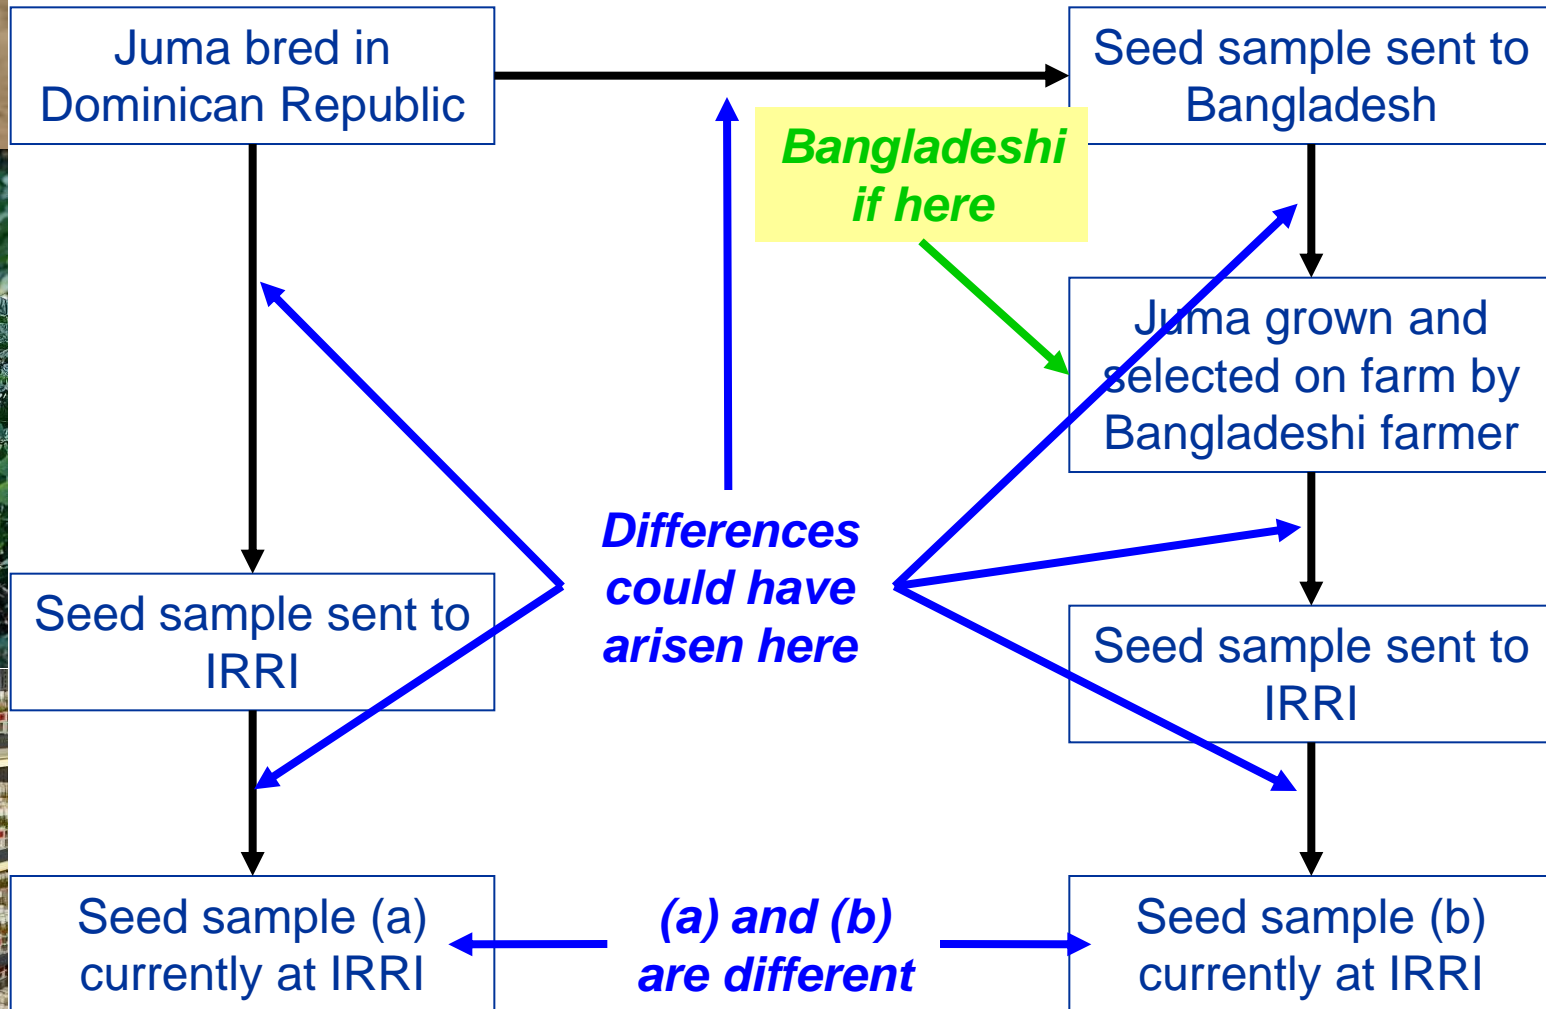 Juma bred in
Dominican Republic
Seed sample sent to
Bangladesh
Bangladeshi
if here
Juma grown and
selected on farm by
Bangladeshi farmer
Differences
could have
arisen here
Seed sample sent to
IRRI
Seed sample sent to
IRRI
Seed sample (a)
currently at IRRI
(a) and (b)
are different
Seed sample (b)
currently at IRRI